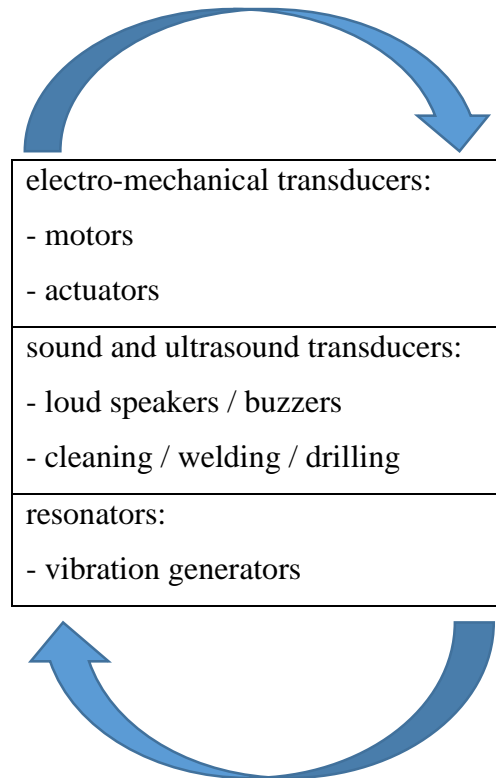 electro-mechanical transducers:
- motors
- actuators
sound and ultrasound transducers:
- loud speakers / buzzers
- cleaning / welding / drilling
resonators:
- vibration generators